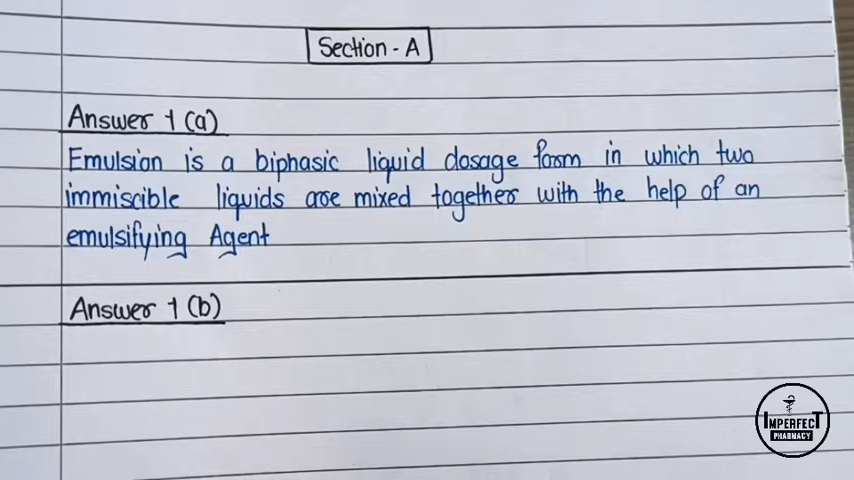 Section - A
Answer 1 (a)
Emulsion is a biphasic liquid dosage form in which two
immiscible liquids are mixed together with the help of an
emulsifying Agent
Answer 1 (b)
IMPERFECT
PHARMACY